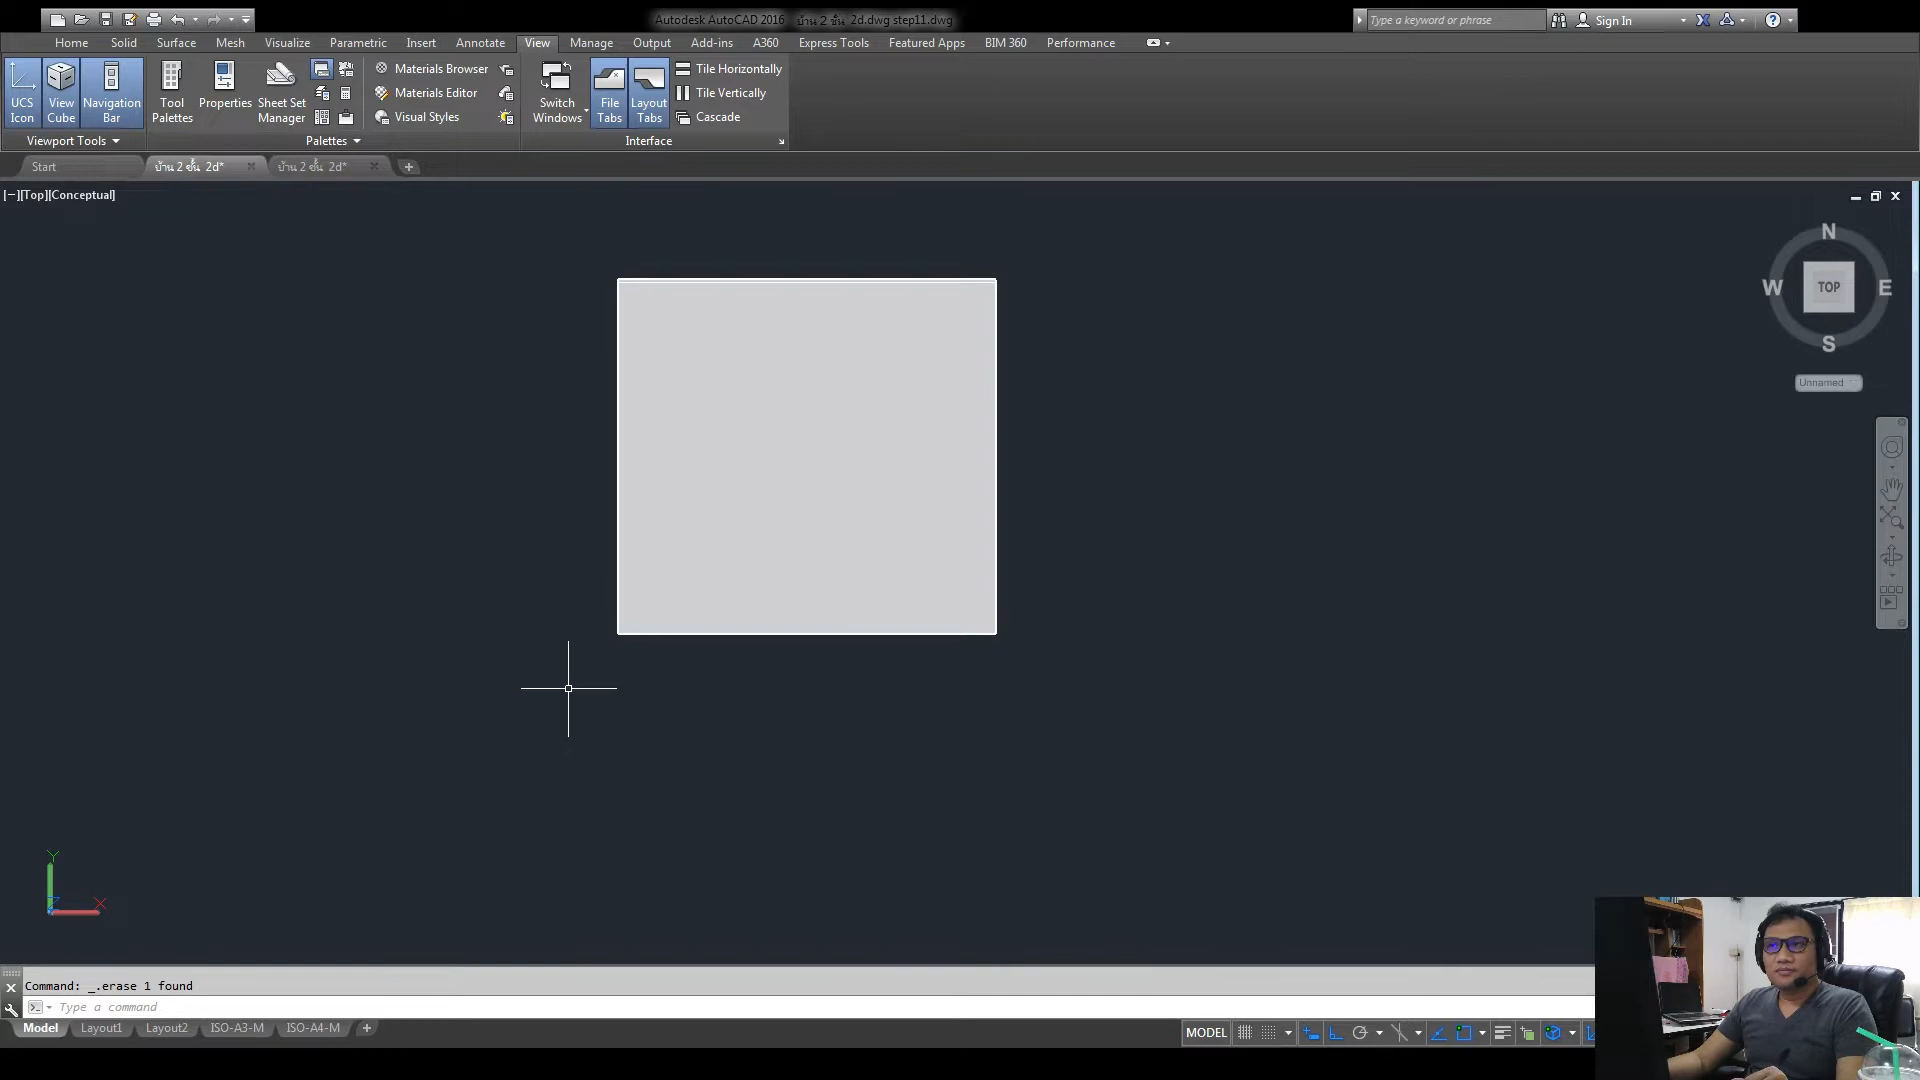 Autodesk AutoCAD 2016 บ้าน 2 ชั้น 2d.dwg step11.dwg
Type a keyword or phrase
Sign In
Home Solid Surface Mesh Visualize Parametric Insert Annotate View Manage Output Add-ins A360 Express Tools Featured Apps BIM 360 Performance
UCS Icon
View Cube
Navigation Bar
Tool Palettes
Properties
Sheet Set Manager
Materials Browser
Materials Editor
Visual Styles
Switch Windows
File Tabs
Layout Tabs
Tile Horizontally
Tile Vertically
Cascade
Viewport Tools
Palettes
Interface
Start
บ้าน 2 ชั้น 2d*
บ้าน 2 ชั้น 2d*
[−][Top][Conceptual]
N
W TOP E
S
Unnamed
Y
X
Command: _.erase 1 found
Type a command
Model Layout1 Layout2 ISO-A3-M ISO-A4-M
MODEL